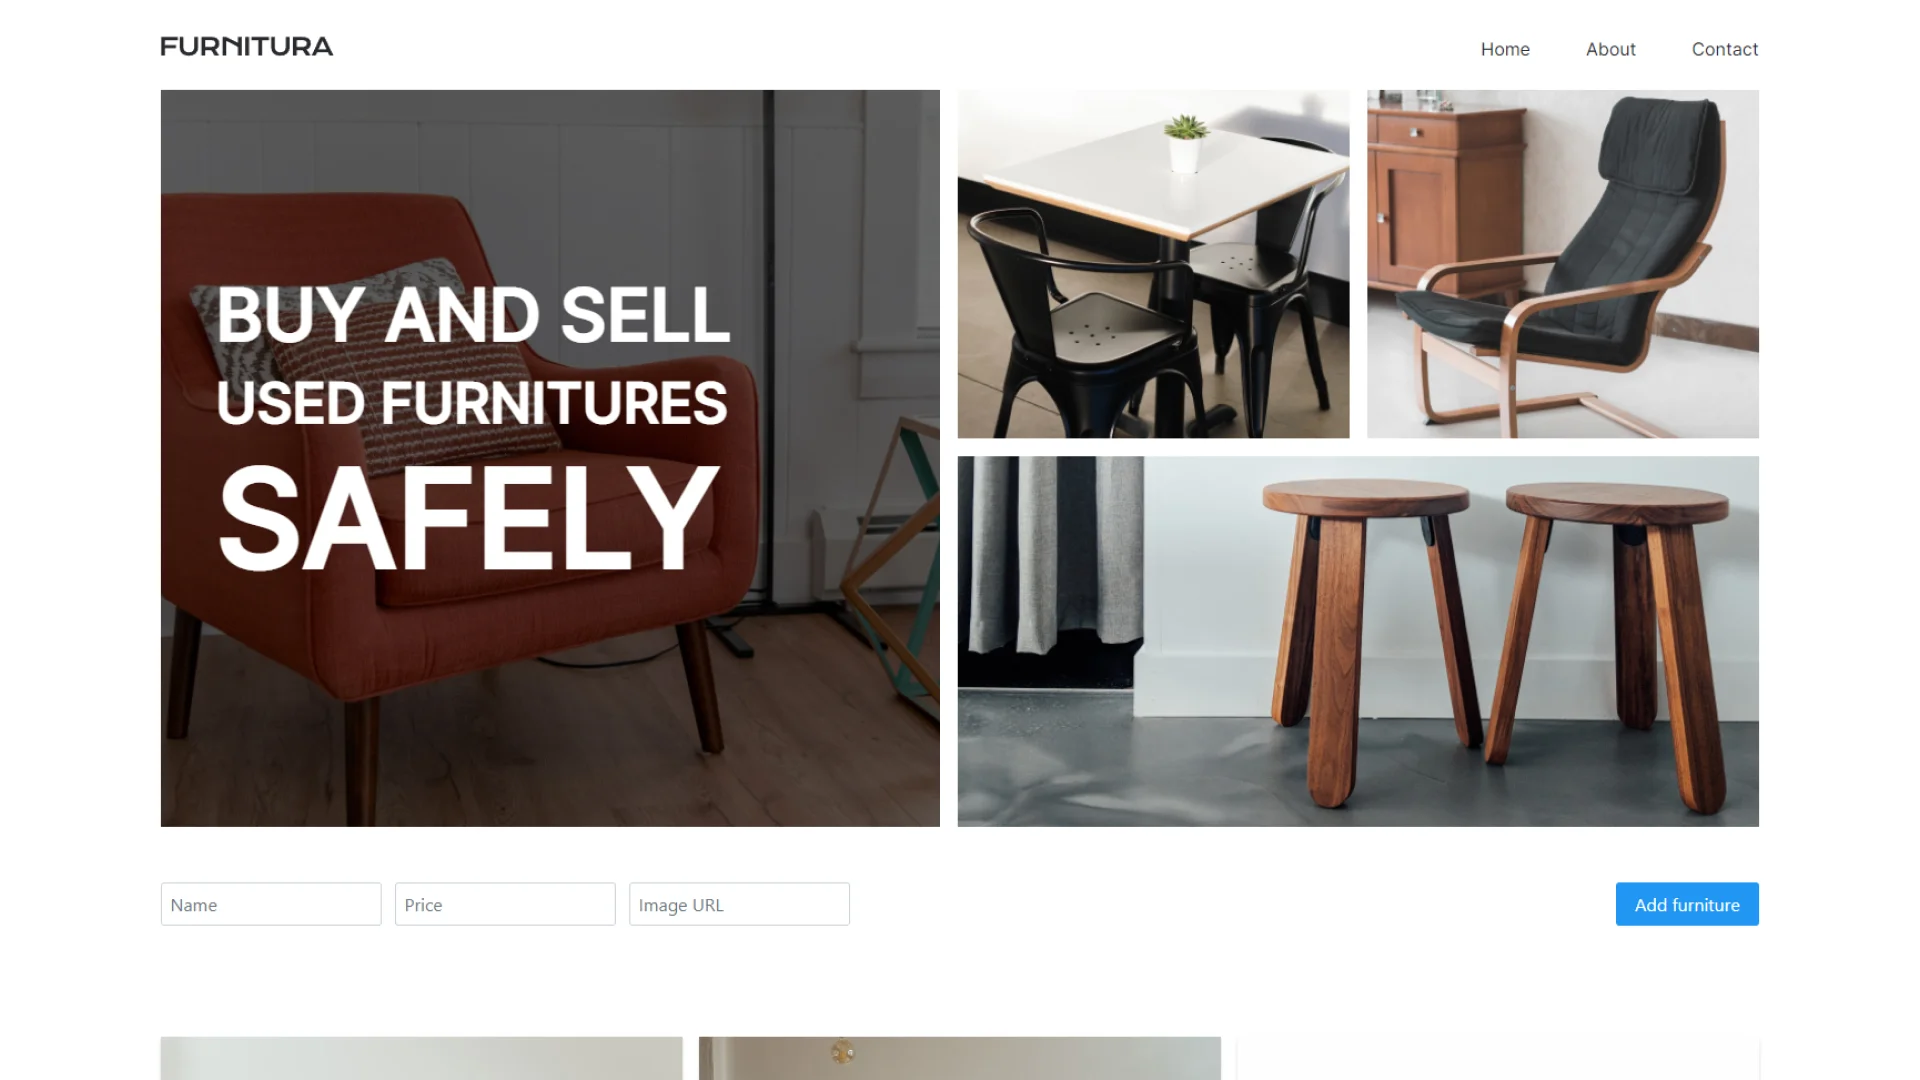 FURNITURA
Home
About
Contact
BUY AND SELL
USED FURNITURES
SAFELY
Name
Price
Image URL
Add furniture